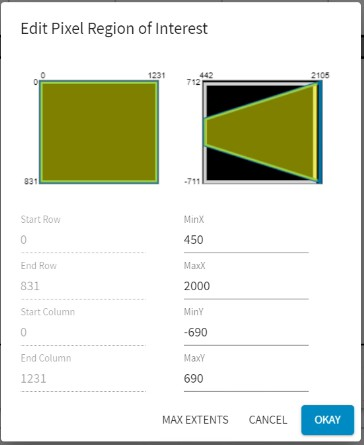 Edit Pixel Region of Interest
0 1231 442 2105
0 712
831 -711
Start Row MinX
0 450
End Row MaxX
831 2000
Start Column MinY
0 -690
End Column MaxY
1231 690
MAX EXTENTS CANCEL OKAY